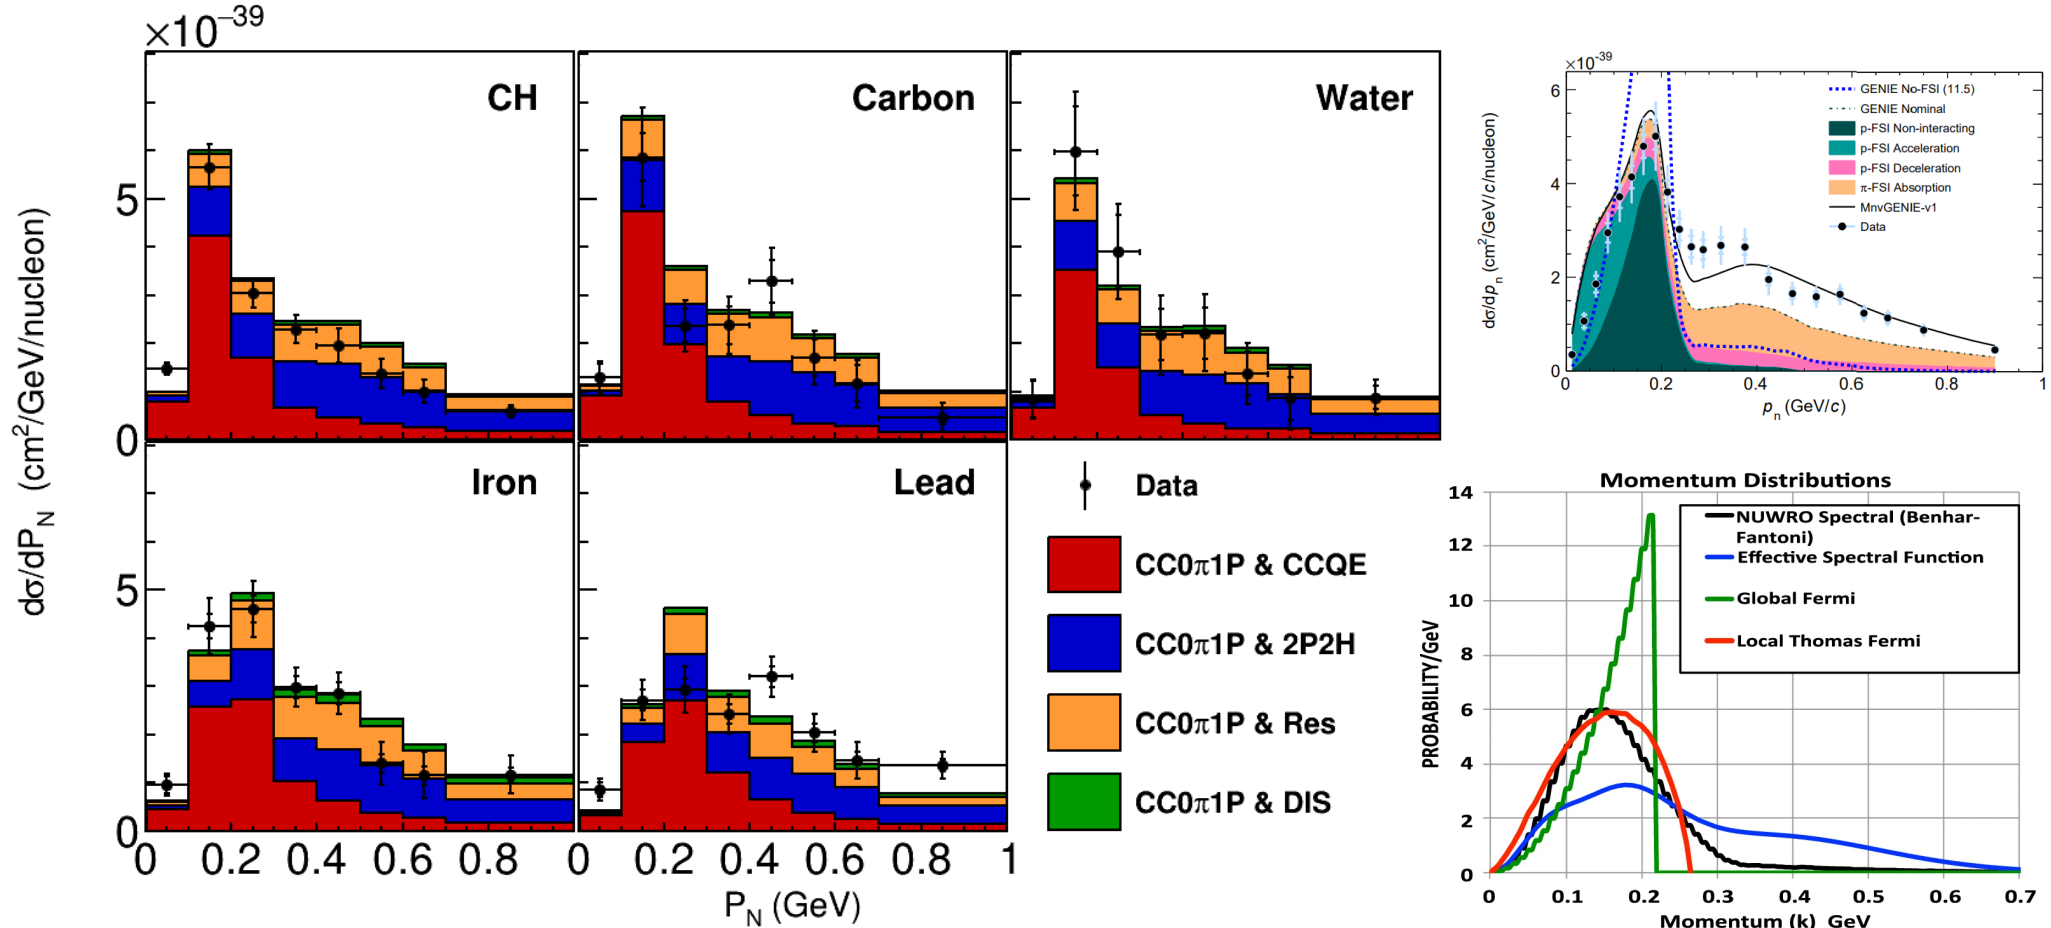 ×10⁻³⁹
dσ/dP_N (cm²/GeV/nucleon)
CH
Carbon
Water
5
0
Iron
Lead
5
0
0 0.2 0.4 0.6 0.8 0 0.2 0.4 0.6 0.8 1
P_N (GeV)
Data
CC0π1P & CCQE
CC0π1P & 2P2H
CC0π1P & Res
CC0π1P & DIS
×10⁻³⁹
dσ/dp_n (cm²/GeV/c/nucleon)
6
4
2
0
GENIE No-FSI (11.5)
GENIE Nominal
p-FSI Non-interacting
p-FSI Acceleration
p-FSI Deceleration
π-FSI Absorption
MnvGENIE-v1
Data
0 0.2 0.4 0.6 0.8 1
p_n (GeV/c)
Momentum Distributions
PROBABILITY/GeV
14
12
10
8
6
4
2
0
NUWRO Spectral (Benhar-
Fantoni)
Effective Spectral Function
Global Fermi
Local Thomas Fermi
0 0.1 0.2 0.3 0.4 0.5 0.6 0.7
Momentum (k) GeV